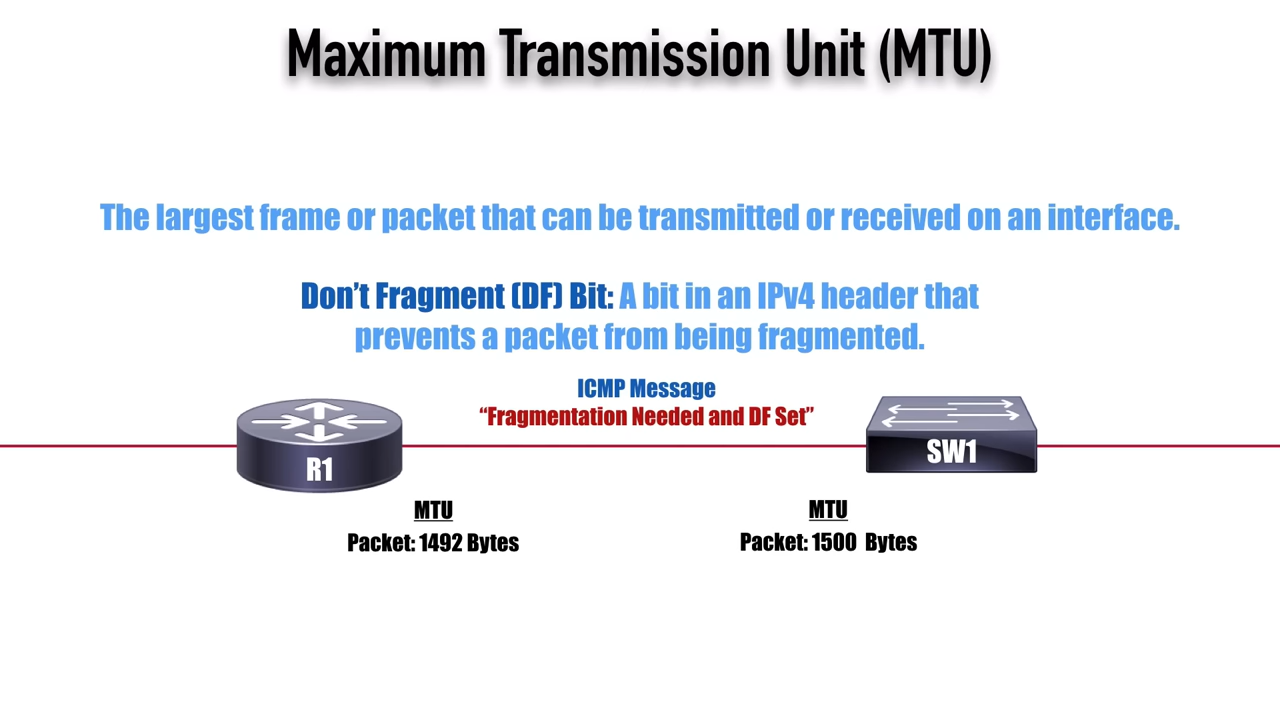 Maximum Transmission Unit (MTU)
The largest frame or packet that can be transmitted or received on an interface.
Don’t Fragment (DF) Bit: A bit in an IPv4 header that
prevents a packet from being fragmented.
ICMP Message
“Fragmentation Needed and DF Set”
R1
SW1
MTU
Packet: 1492 Bytes
MTU
Packet: 1500 Bytes